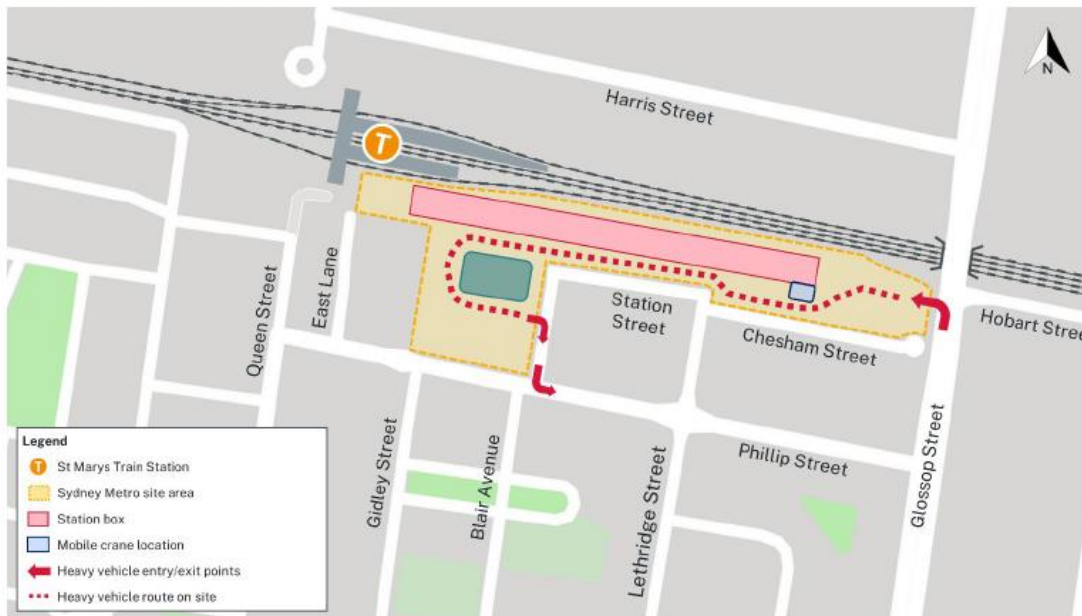 N
Harris Street
T
Station
Street
Chesham Street
Hobart Stree
East Lane
Queen Street
Gidley Street
Blair Avenue
Lethridge Street
Phillip Street
Glossop Street
Legend
T St Marys Train Station
Sydney Metro site area
Station box
Mobile crane location
Heavy vehicle entry/exit points
Heavy vehicle route on site